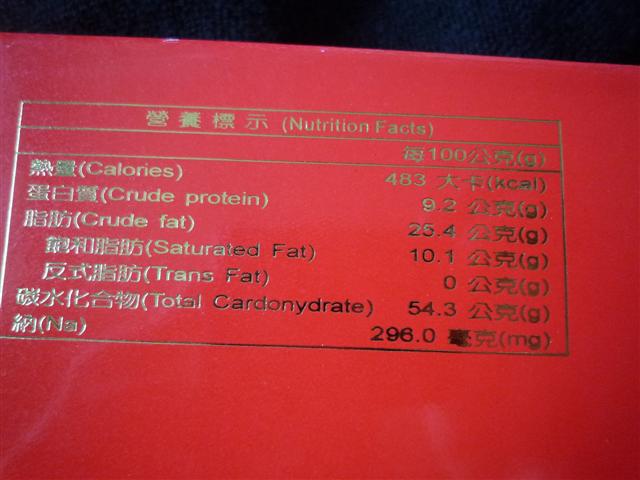 營養標示 (Nutrition Facts)
每100公克(g)
熱量(Calories) 483 大卡(kcal)
蛋白質(Crude protein) 9.2 公克(g)
脂肪(Crude fat) 25.4 公克(g)
飽和脂肪(Saturated Fat) 10.1 公克(g)
反式脂肪(Trans Fat) 0 公克(g)
碳水化合物(Total Cardonydrate) 54.3 公克(g)
納(Na) 296.0 毫克(mg)